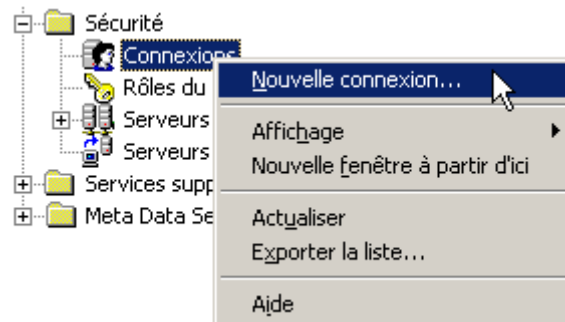 Sécurité
Connexions
Nouvelle connexion...
Rôles du
Serveurs
Affichage
Serveurs
Nouvelle fenêtre à partir d'ici
Services supp
Meta Data Se
Actualiser
Exporter la liste...
Aide